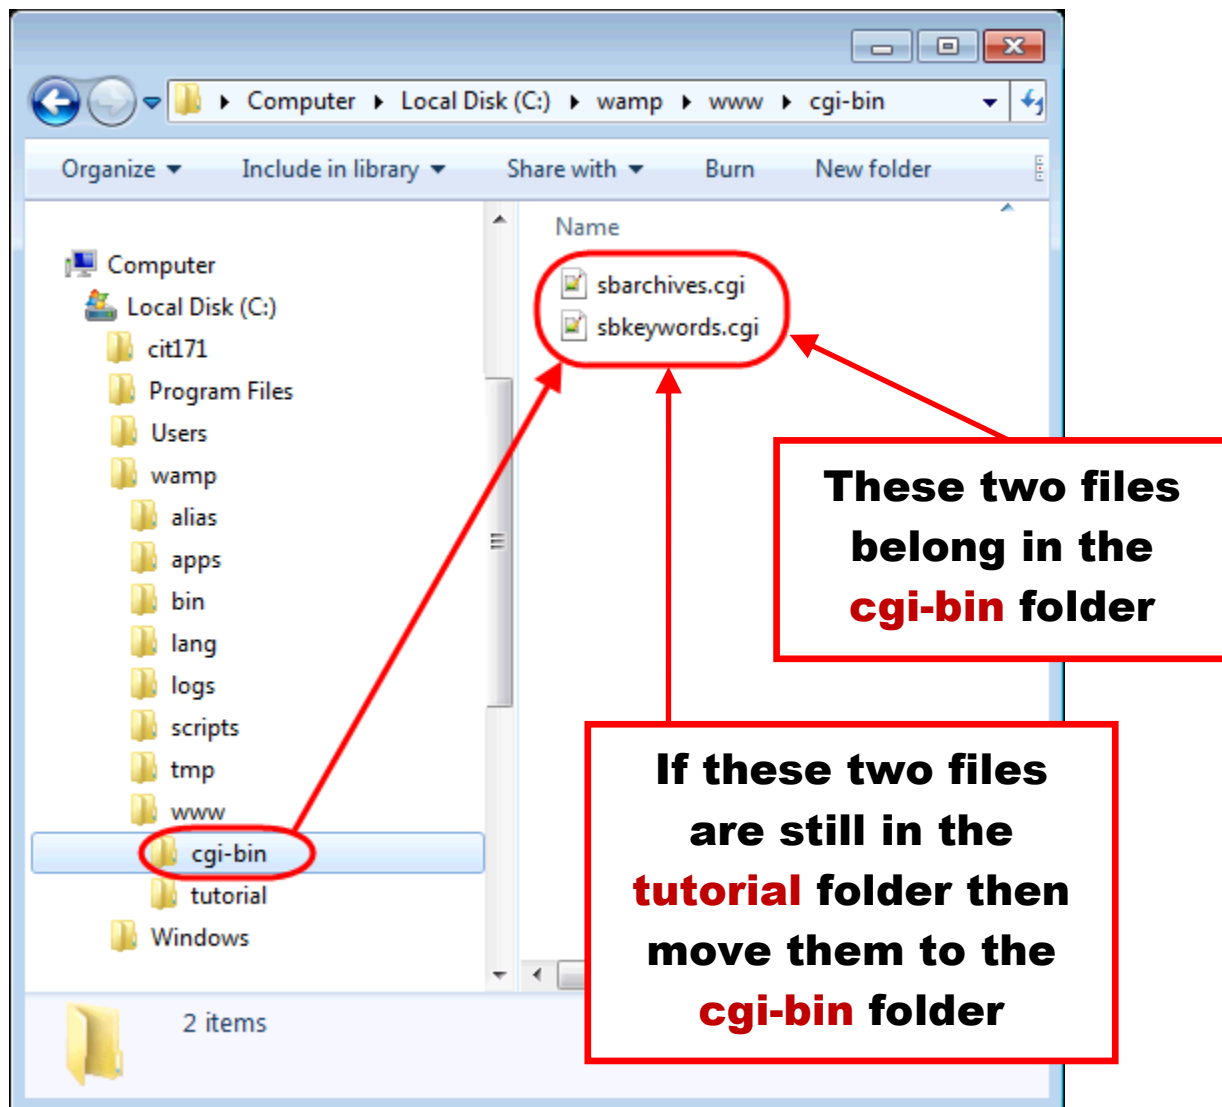 Computer Local Disk (C:) wamp www cgi-bin
Organize Include in library Share with Burn New folder
Name
sbarchives.cgi
sbkeywords.cgi
Computer
Local Disk (C:)
cit171
Program Files
Users
wamp
alias
apps
bin
lang
logs
scripts
tmp
www
cgi-bin
tutorial
Windows
These two files
belong in the
cgi-bin folder
If these two files
are still in the
tutorial folder then
move them to the
cgi-bin folder
2 items